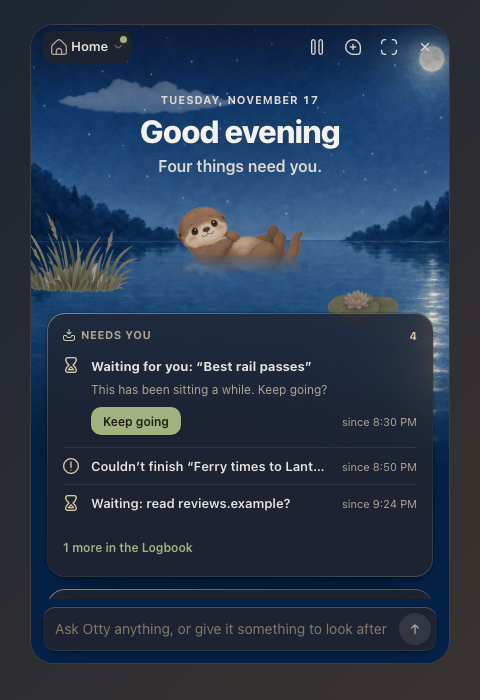 Home
TUESDAY, NOVEMBER 17
Good evening
Four things need you.
NEEDS YOU 4
Waiting for you: “Best rail passes”
This has been sitting a while. Keep going?
Keep going since 8:30 PM
Couldn’t finish “Ferry times to Lant... since 8:50 PM
Waiting: read reviews.example? since 9:24 PM
1 more in the Logbook
Ask Otty anything, or give it something to look after